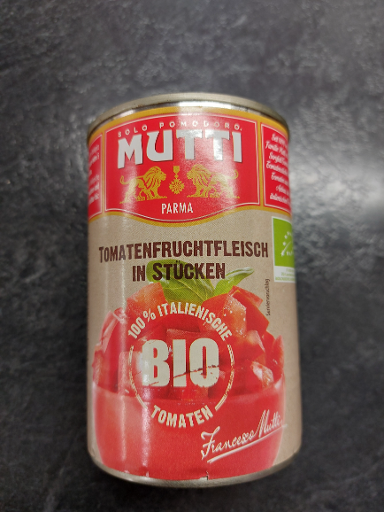 SOLO POMODORO.
MUTTI
PARMA
TOMATENFRUCHTFLEISCH
IN STÜCKEN
100% ITALIENISCHE
BIO
TOMATEN
Francesco Mutti